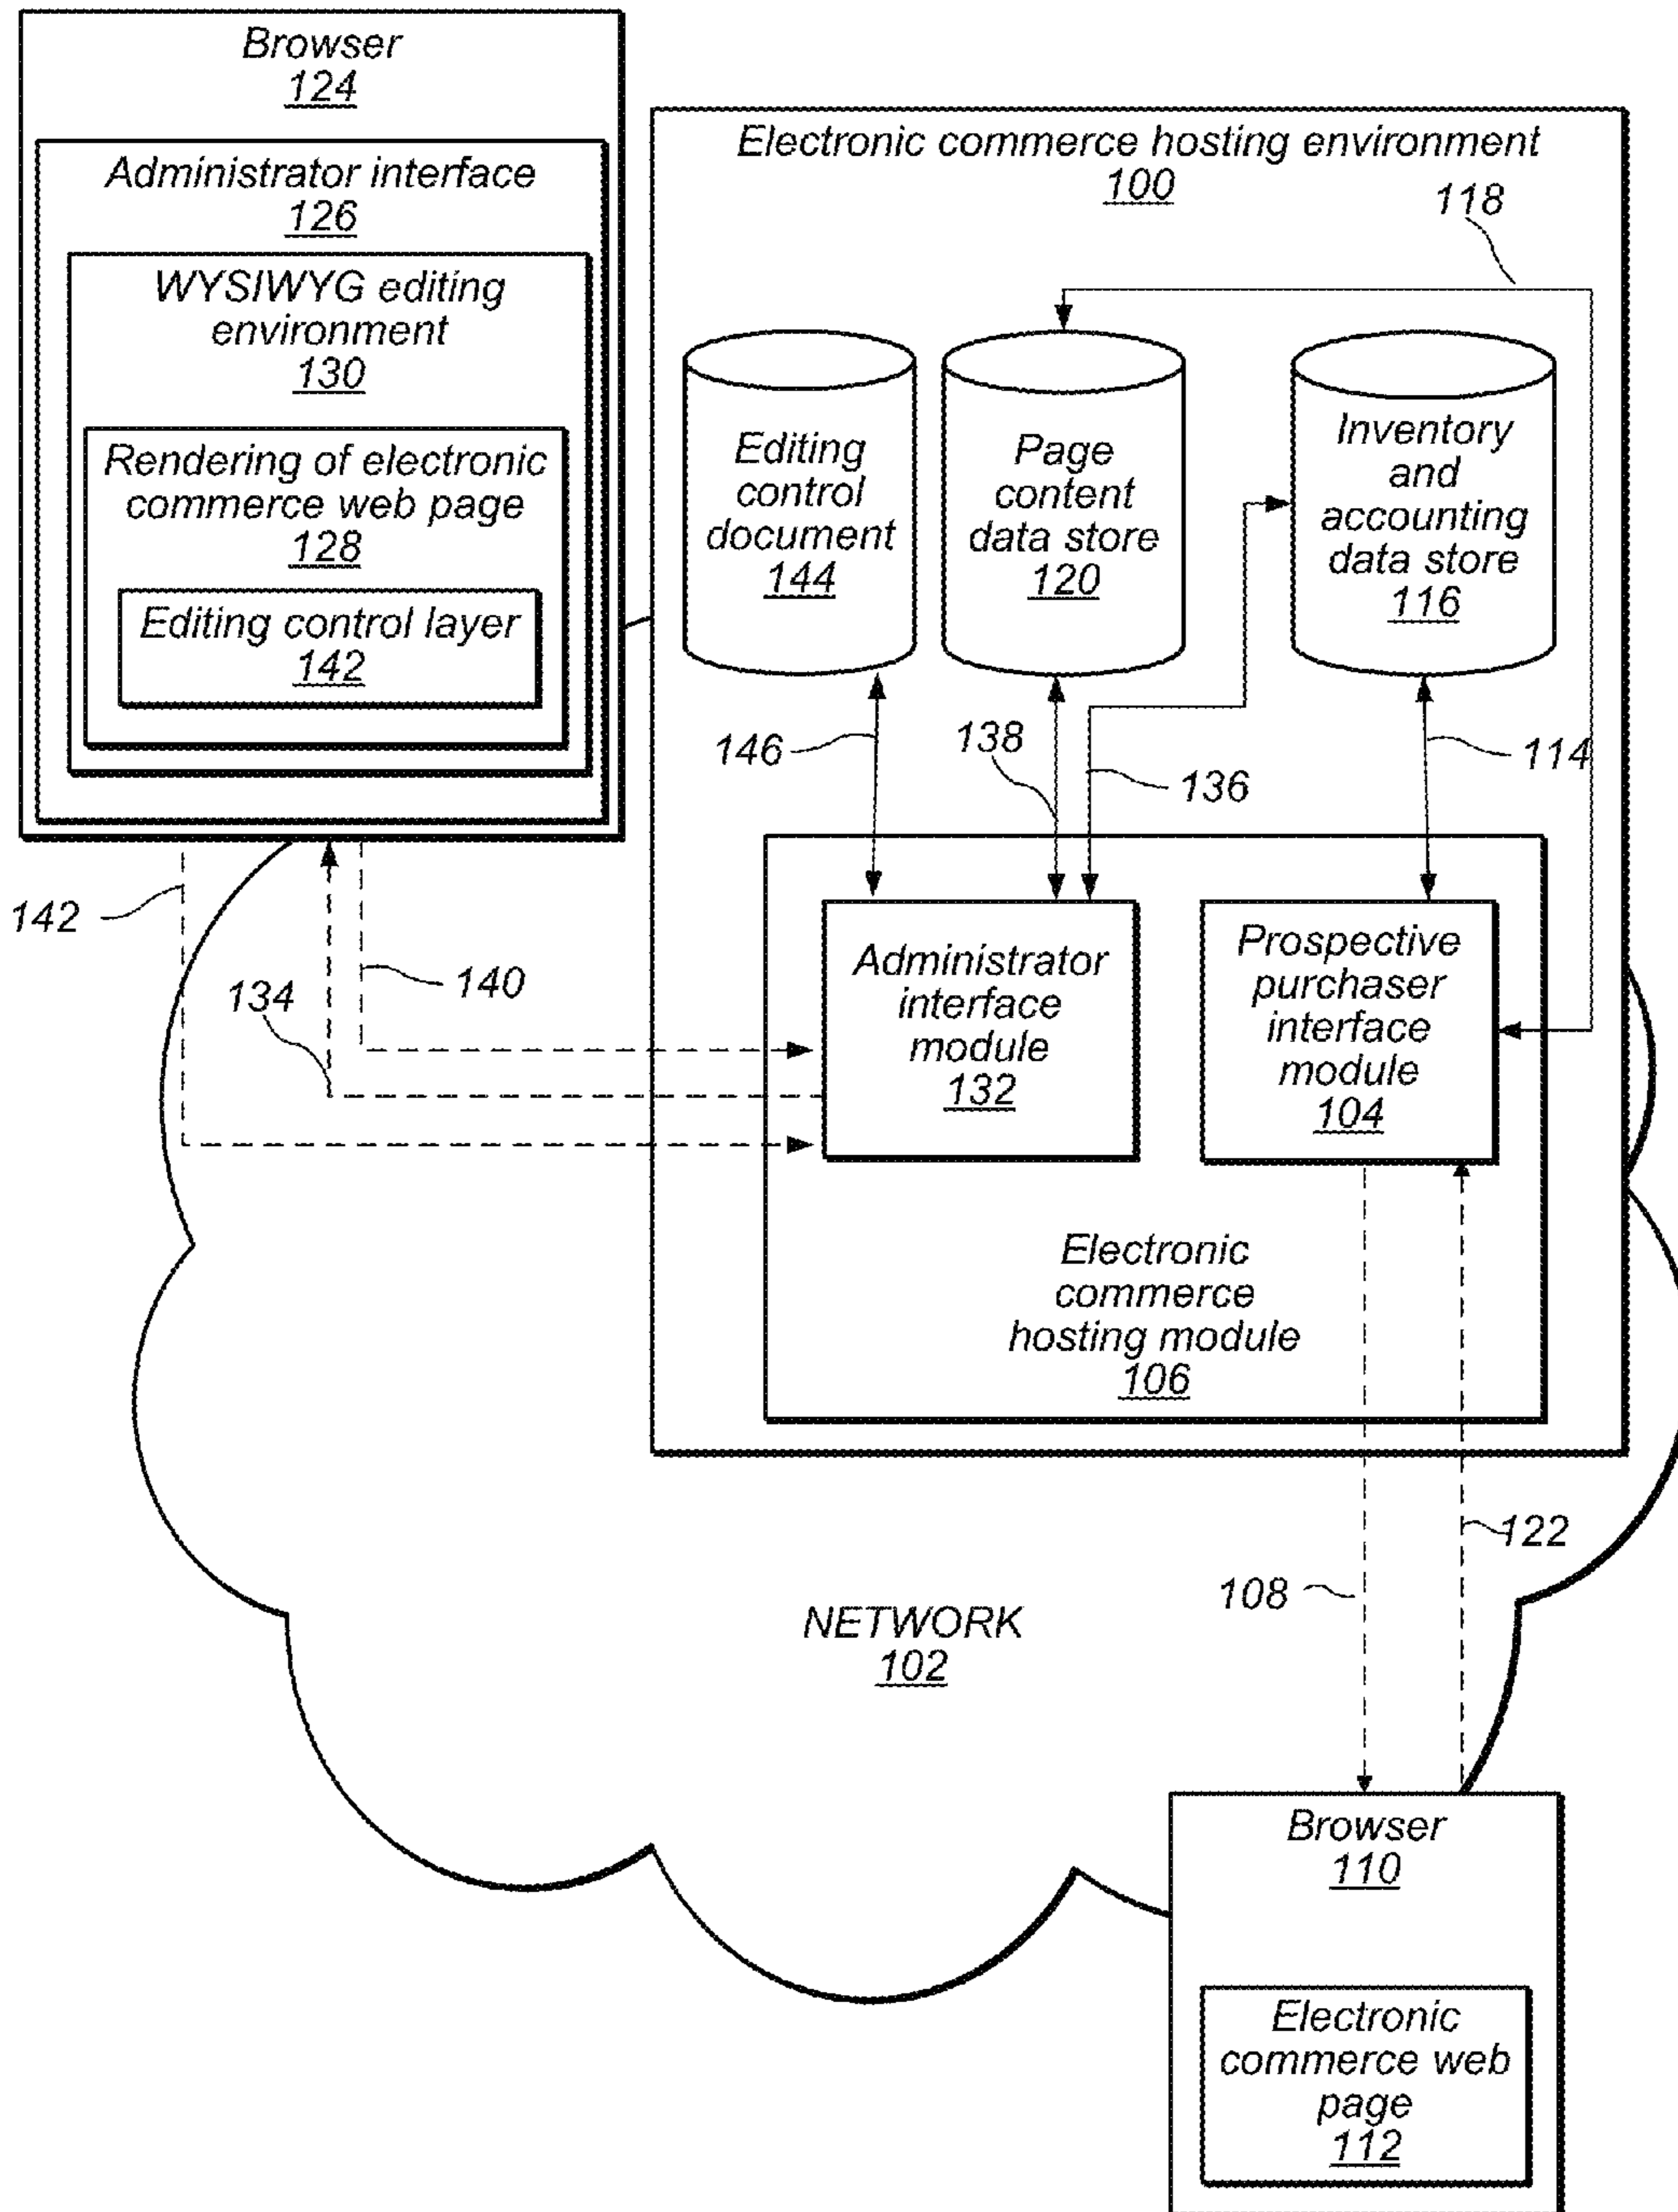 Browser
124
Administrator interface
126
WYSIWYG editing
environment
130
Rendering of electronic
commerce web page
128
Editing control layer
142
Electronic commerce hosting environment
100
118
Editing
control
document
144
Page
content
data store
120
Inventory
and
accounting
data store
116
146
138
136
114
142
134
140
Administrator
interface
module
132
Prospective
purchaser
interface
module
104
Electronic
commerce
hosting module
106
108
122
NETWORK
102
Browser
110
Electronic
commerce web
page
112